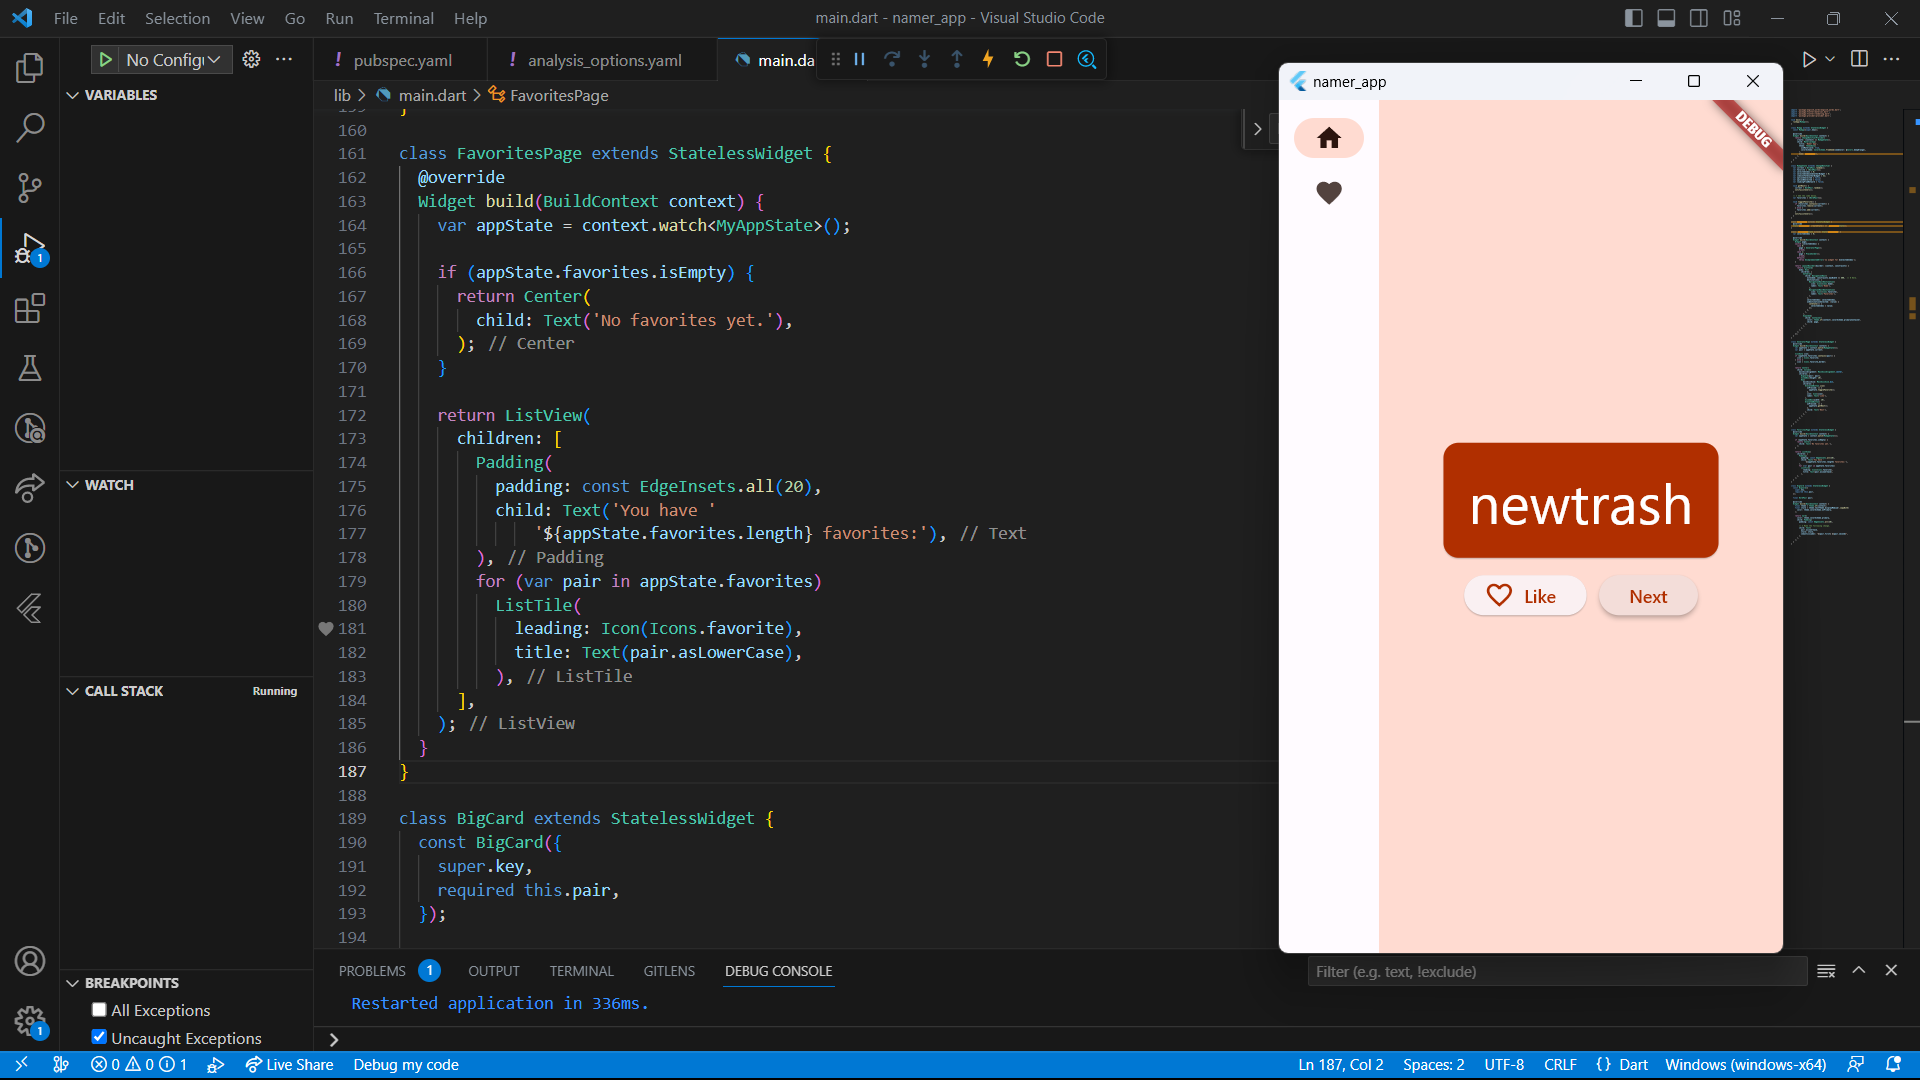 File Edit Selection View Go Run Terminal Help
main.dart - namer_app - Visual Studio Code
No Config
! pubspec.yaml
! analysis_options.yaml
main.da
lib > main.dart > FavoritesPage
VARIABLES
WATCH
CALL STACK Running
BREAKPOINTS
All Exceptions
Uncaught Exceptions
1
1
159 }
160
161 class FavoritesPage extends StatelessWidget {
162 @override
163 Widget build(BuildContext context) {
164 var appState = context.watch<MyAppState>();
165
166 if (appState.favorites.isEmpty) {
167 return Center(
168 child: Text('No favorites yet.'),
169 ); // Center
170 }
171
172 return ListView(
173 children: [
174 Padding(
175 padding: const EdgeInsets.all(20),
176 child: Text('You have '
177 '${appState.favorites.length} favorites:'), // Text
178 ), // Padding
179 for (var pair in appState.favorites)
180 ListTile(
181 leading: Icon(Icons.favorite),
182 title: Text(pair.asLowerCase),
183 ), // ListTile
184 ],
185 ); // ListView
186 }
187 }
188
189 class BigCard extends StatelessWidget {
190 const BigCard({
191 super.key,
192 required this.pair,
193 });
194
namer_app
DEBUG
newtrash
Like
Next
PROBLEMS 1 OUTPUT TERMINAL GITLENS DEBUG CONSOLE
Filter (e.g. text, !exclude)
Restarted application in 336ms.
>
0 0 1 Live Share Debug my code
Ln 187, Col 2 Spaces: 2 UTF-8 CRLF {} Dart Windows (windows-x64)